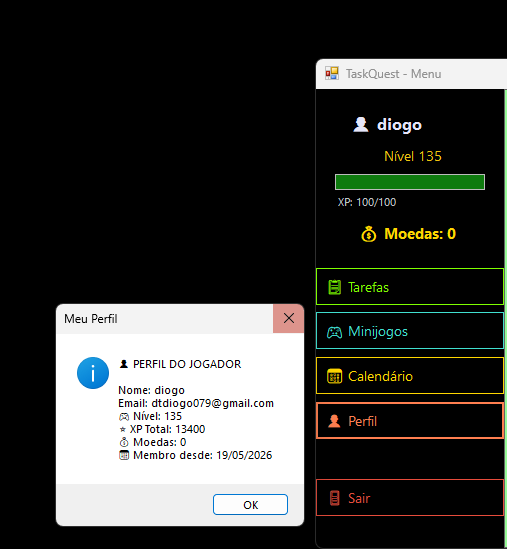 TaskQuest - Menu
diogo
Nível 135
XP: 100/100
Moedas: 0
Tarefas
Minijogos
Calendário
Perfil
Sair
Meu Perfil
PERFIL DO JOGADOR
Nome: diogo
Email: dtdiogo079@gmail.com
Nível: 135
XP Total: 13400
Moedas: 0
Membro desde: 19/05/2026
OK